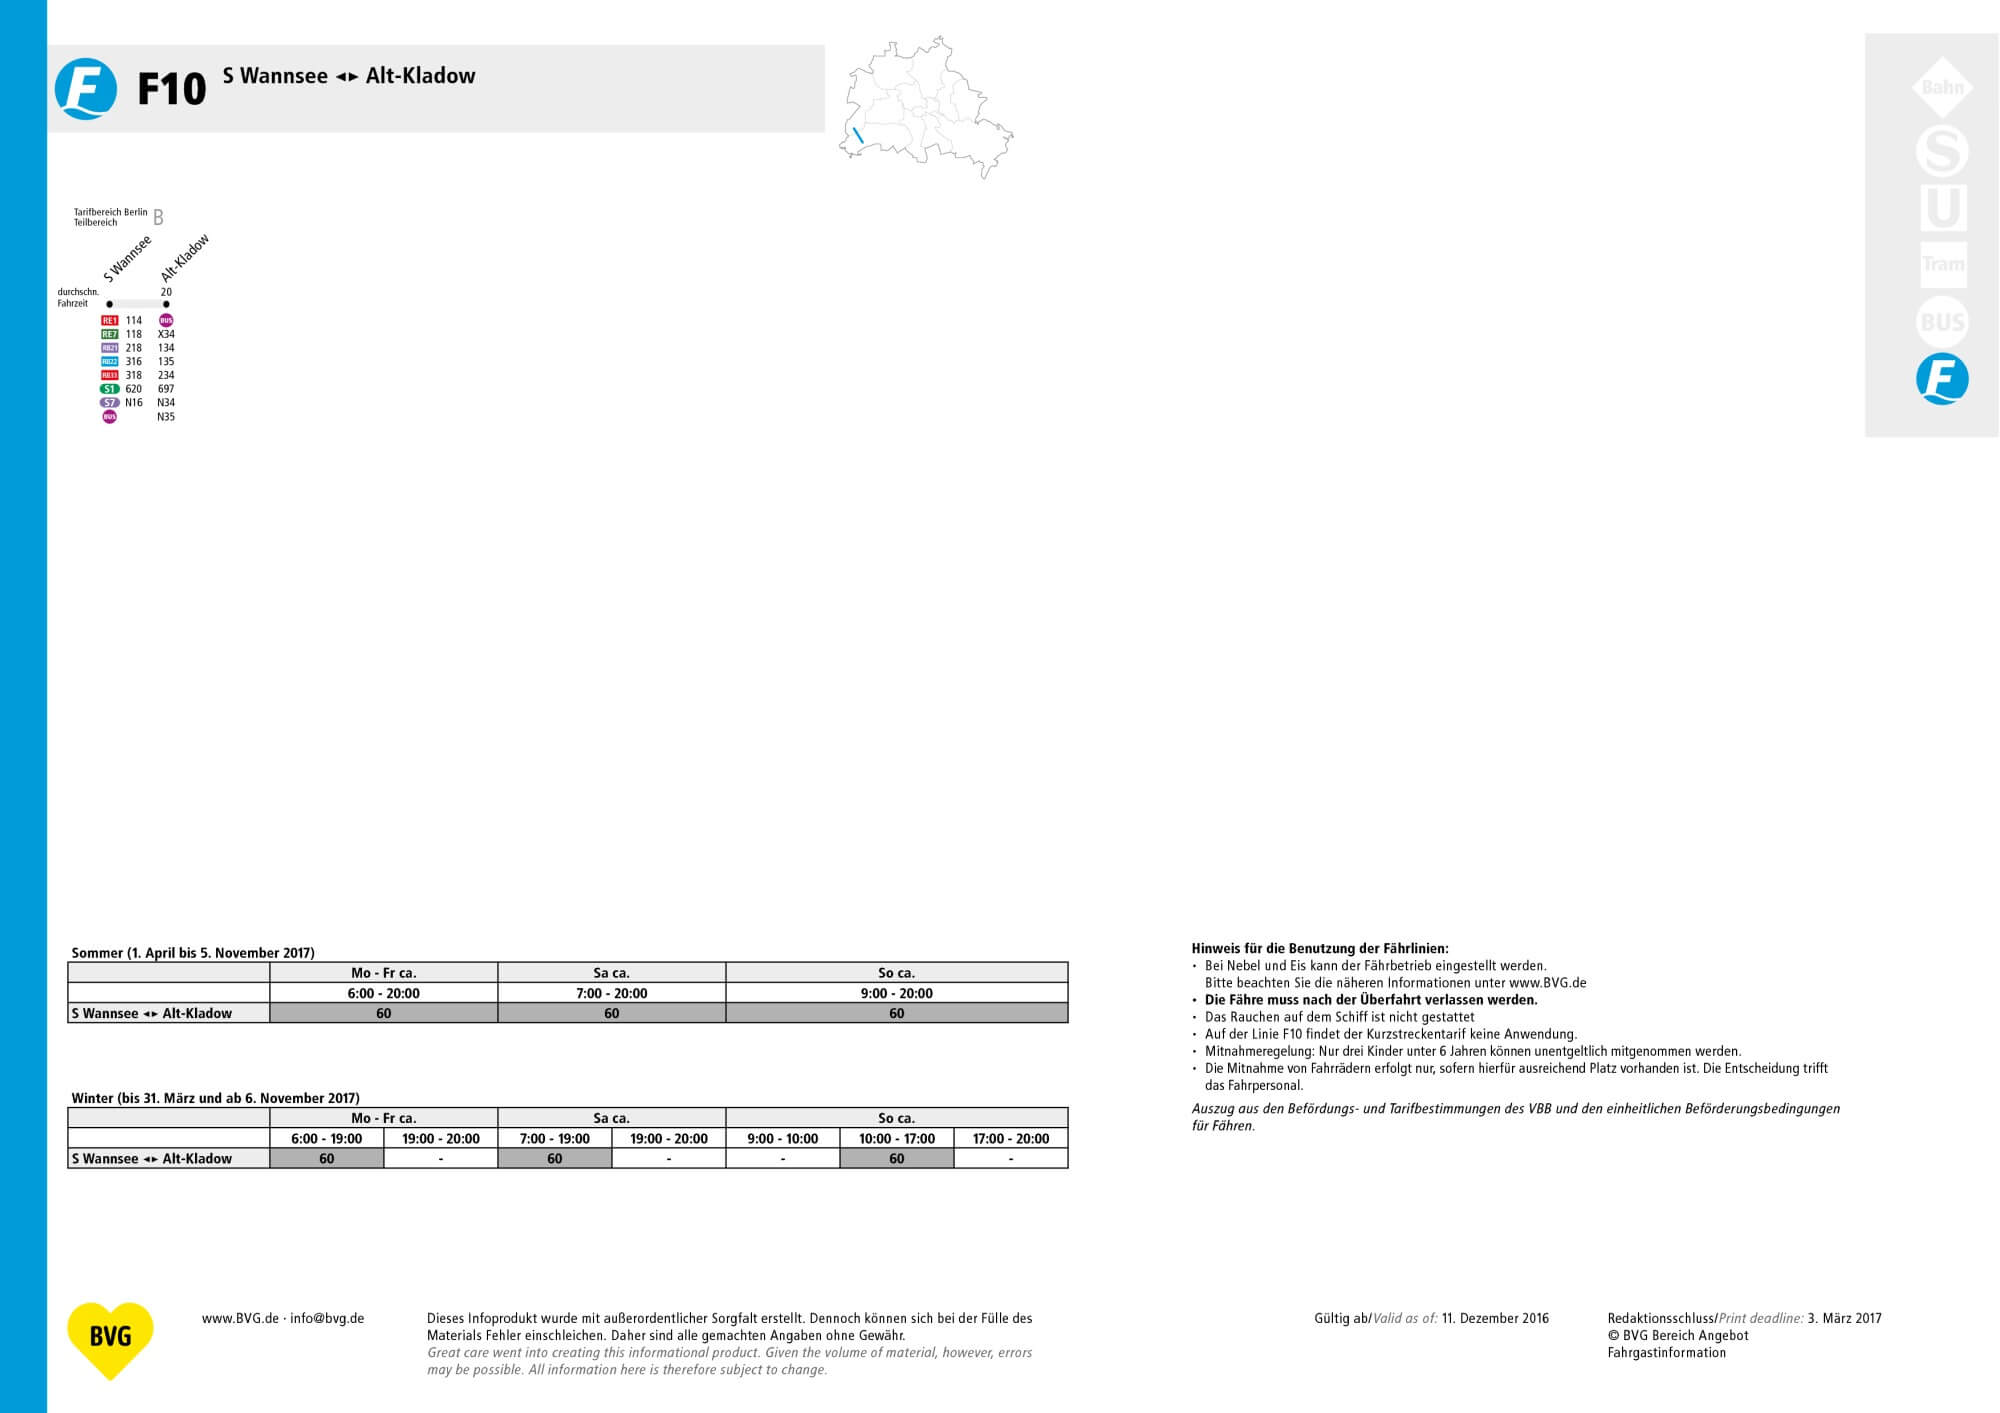 F F10 S Wannsee ◄► Alt-Kladow
Bahn
S
U
Tram
BUS
F
Tarifbereich Berlin
Teilbereich B
S Wannsee Alt-Kladow
durchschn. 20
Fahrzeit
RE1 114 BUS
RE7 118 X34
RB21 218 134
RB22 316 135
RB33 318 234
S1 620 697
S7 N16 N34
BUS N35
Sommer (1. April bis 5. November 2017)
Mo - Fr ca. Sa ca. So ca.
6:00 - 20:00 7:00 - 20:00 9:00 - 20:00
S Wannsee ◄► Alt-Kladow 60 60 60
Winter (bis 31. März und ab 6. November 2017)
Mo - Fr ca. Sa ca. So ca.
6:00 - 19:00 19:00 - 20:00 7:00 - 19:00 19:00 - 20:00 9:00 - 10:00 10:00 - 17:00 17:00 - 20:00
S Wannsee ◄► Alt-Kladow 60 - 60 - - 60 -
Hinweis für die Benutzung der Fährlinien:
· Bei Nebel und Eis kann der Fährbetrieb eingestellt werden.
Bitte beachten Sie die näheren Informationen unter www.BVG.de
· Die Fähre muss nach der Überfahrt verlassen werden.
· Das Rauchen auf dem Schiff ist nicht gestattet
· Auf der Linie F10 findet der Kurzstreckentarif keine Anwendung.
· Mitnahmeregelung: Nur drei Kinder unter 6 Jahren können unentgeltlich mitgenommen werden.
· Die Mitnahme von Fahrrädern erfolgt nur, sofern hierfür ausreichend Platz vorhanden ist. Die Entscheidung trifft
das Fahrpersonal.
Auszug aus den Befördungs- und Tarifbestimmungen des VBB und den einheitlichen Beförderungsbedingungen
für Fähren.
BVG
www.BVG.de · info@bvg.de
Dieses Infoprodukt wurde mit außerordentlicher Sorgfalt erstellt. Dennoch können sich bei der Fülle des
Materials Fehler einschleichen. Daher sind alle gemachten Angaben ohne Gewähr.
Great care went into creating this informational product. Given the volume of material, however, errors
may be possible. All information here is therefore subject to change.
Gültig ab/Valid as of: 11. Dezember 2016
Redaktionsschluss/Print deadline: 3. März 2017
© BVG Bereich Angebot
Fahrgastinformation